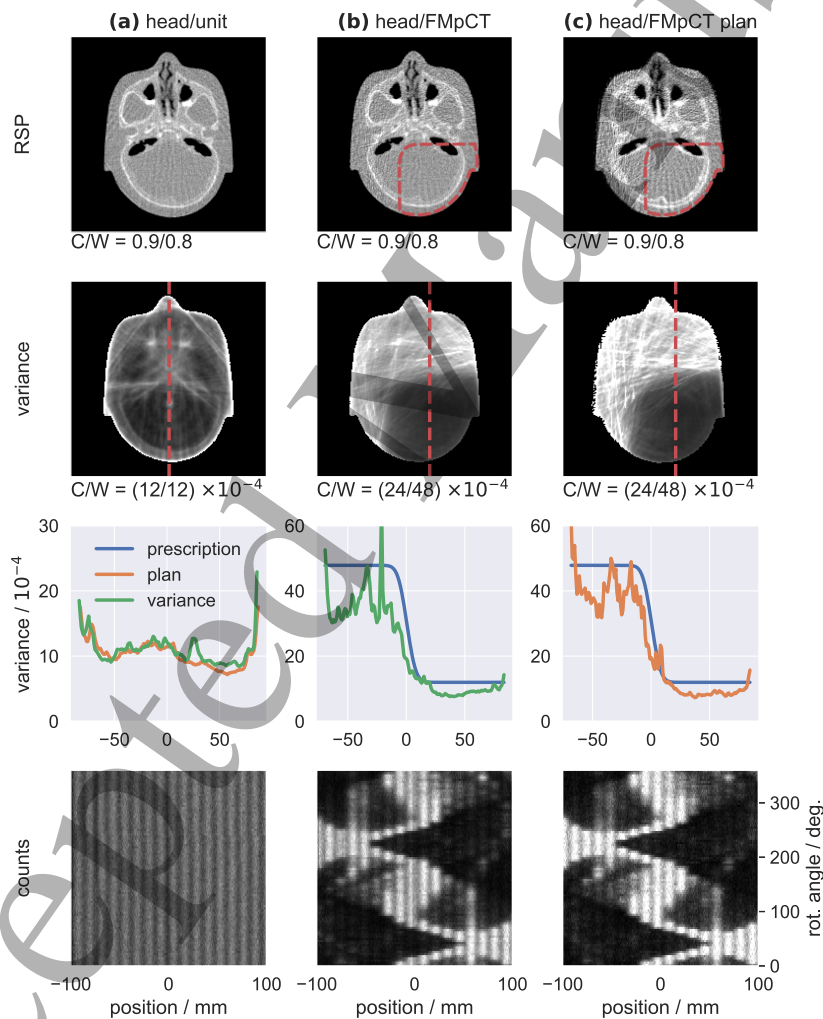 (a) head/unit (b) head/FMpCT (c) head/FMpCT plan
RSP
C/W = 0.9/0.8 C/W = 0.9/0.8 C/W = 0.9/0.8
variance
C/W = (12/12) ×10⁻⁴ C/W = (24/48) ×10⁻⁴ C/W = (24/48) ×10⁻⁴
variance / 10⁻⁴
30 60 60
20 40 40
10 20 20
0 0 0
prescription
plan
variance
−50 0 50 −50 0 50 −50 0 50
counts
300
200
100
0
rot. angle / deg.
−100 0 100 −100 0 100 −100 0 100
position / mm position / mm position / mm
Accepted Man